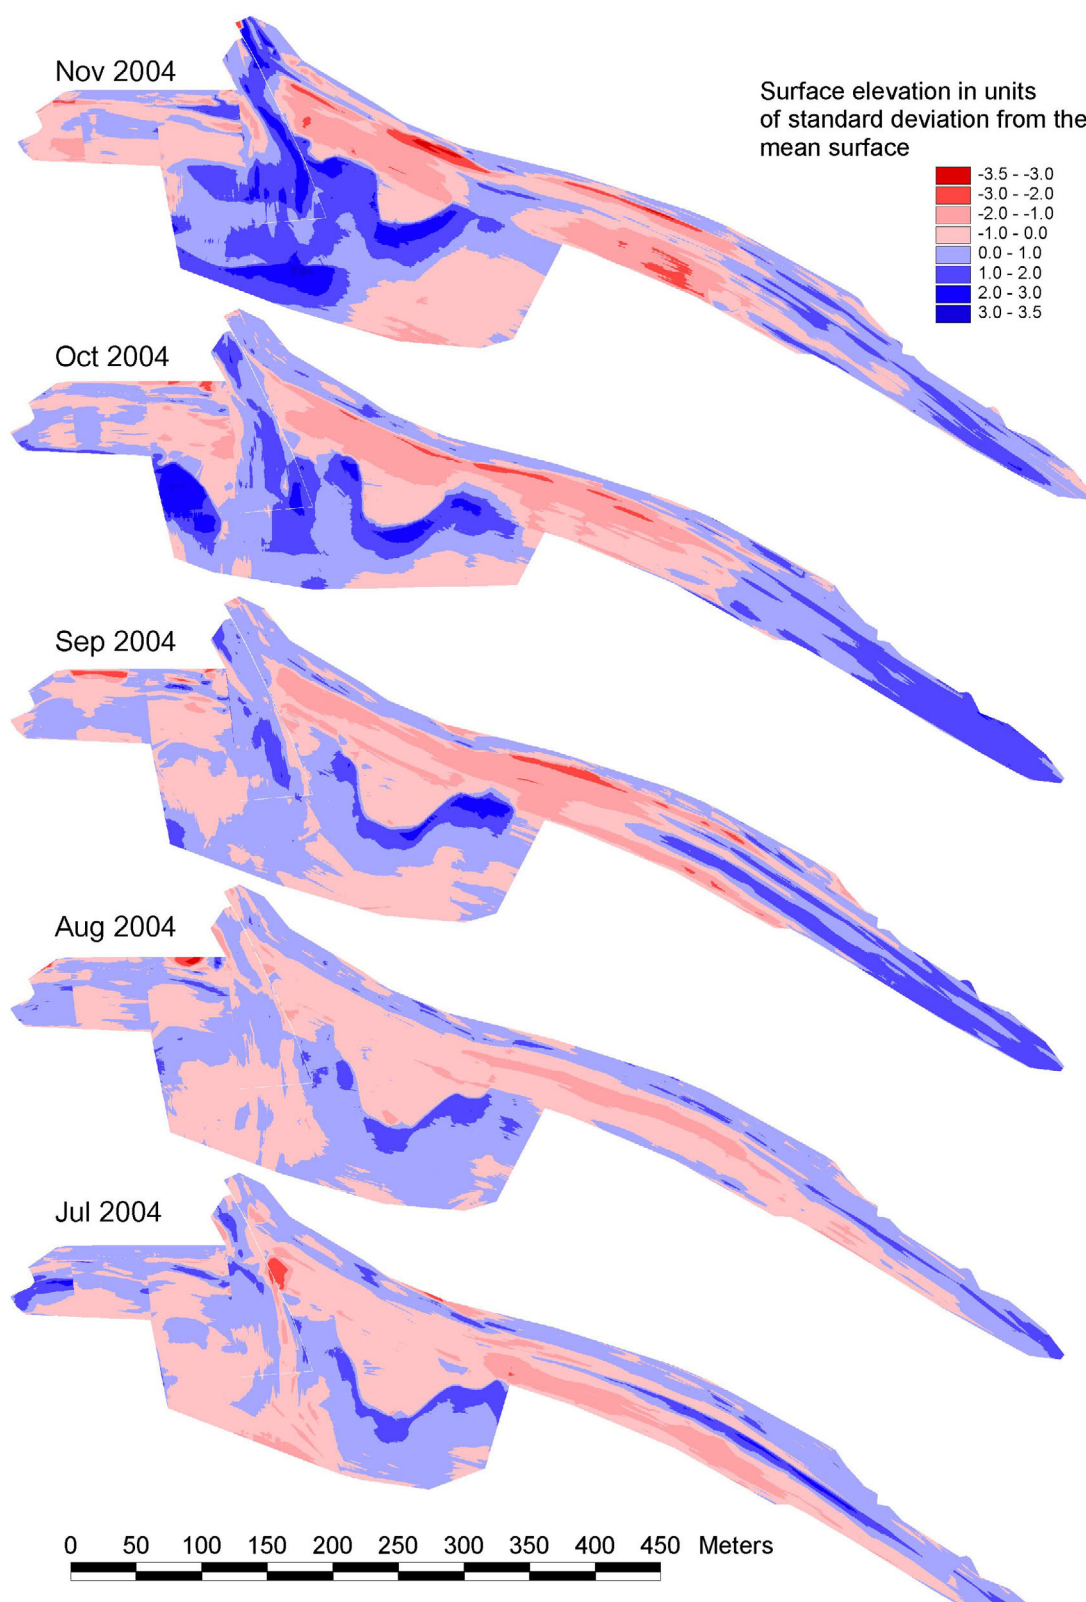 Nov 2004
Surface elevation in units
of standard deviation from the
mean surface
-3.5 - -3.0
-3.0 - -2.0
-2.0 - -1.0
-1.0 - 0.0
0.0 - 1.0
1.0 - 2.0
2.0 - 3.0
3.0 - 3.5
Oct 2004
Sep 2004
Aug 2004
Jul 2004
0 50 100 150 200 250 300 350 400 450 Meters